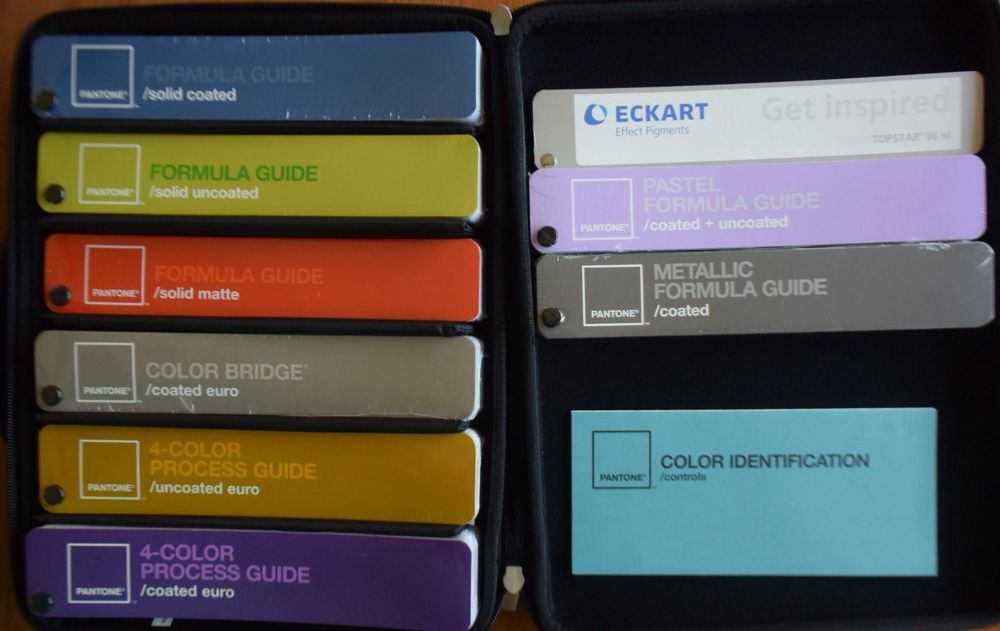 PANTONE®
FORMULA GUIDE
/solid coated
PANTONE®
FORMULA GUIDE
/solid uncoated
PANTONE®
FORMULA GUIDE
/solid matte
PANTONE®
COLOR BRIDGE®
/coated euro
PANTONE®
4-COLOR
PROCESS GUIDE
/uncoated euro
PANTONE®
4-COLOR
PROCESS GUIDE
/coated euro
ECKART
Effect Pigments
Get inspired
TOPSTAR® 06
PANTONE®
PASTEL
FORMULA GUIDE
/coated + uncoated
PANTONE®
METALLIC
FORMULA GUIDE
/coated
PANTONE®
COLOR IDENTIFICATION
/controls